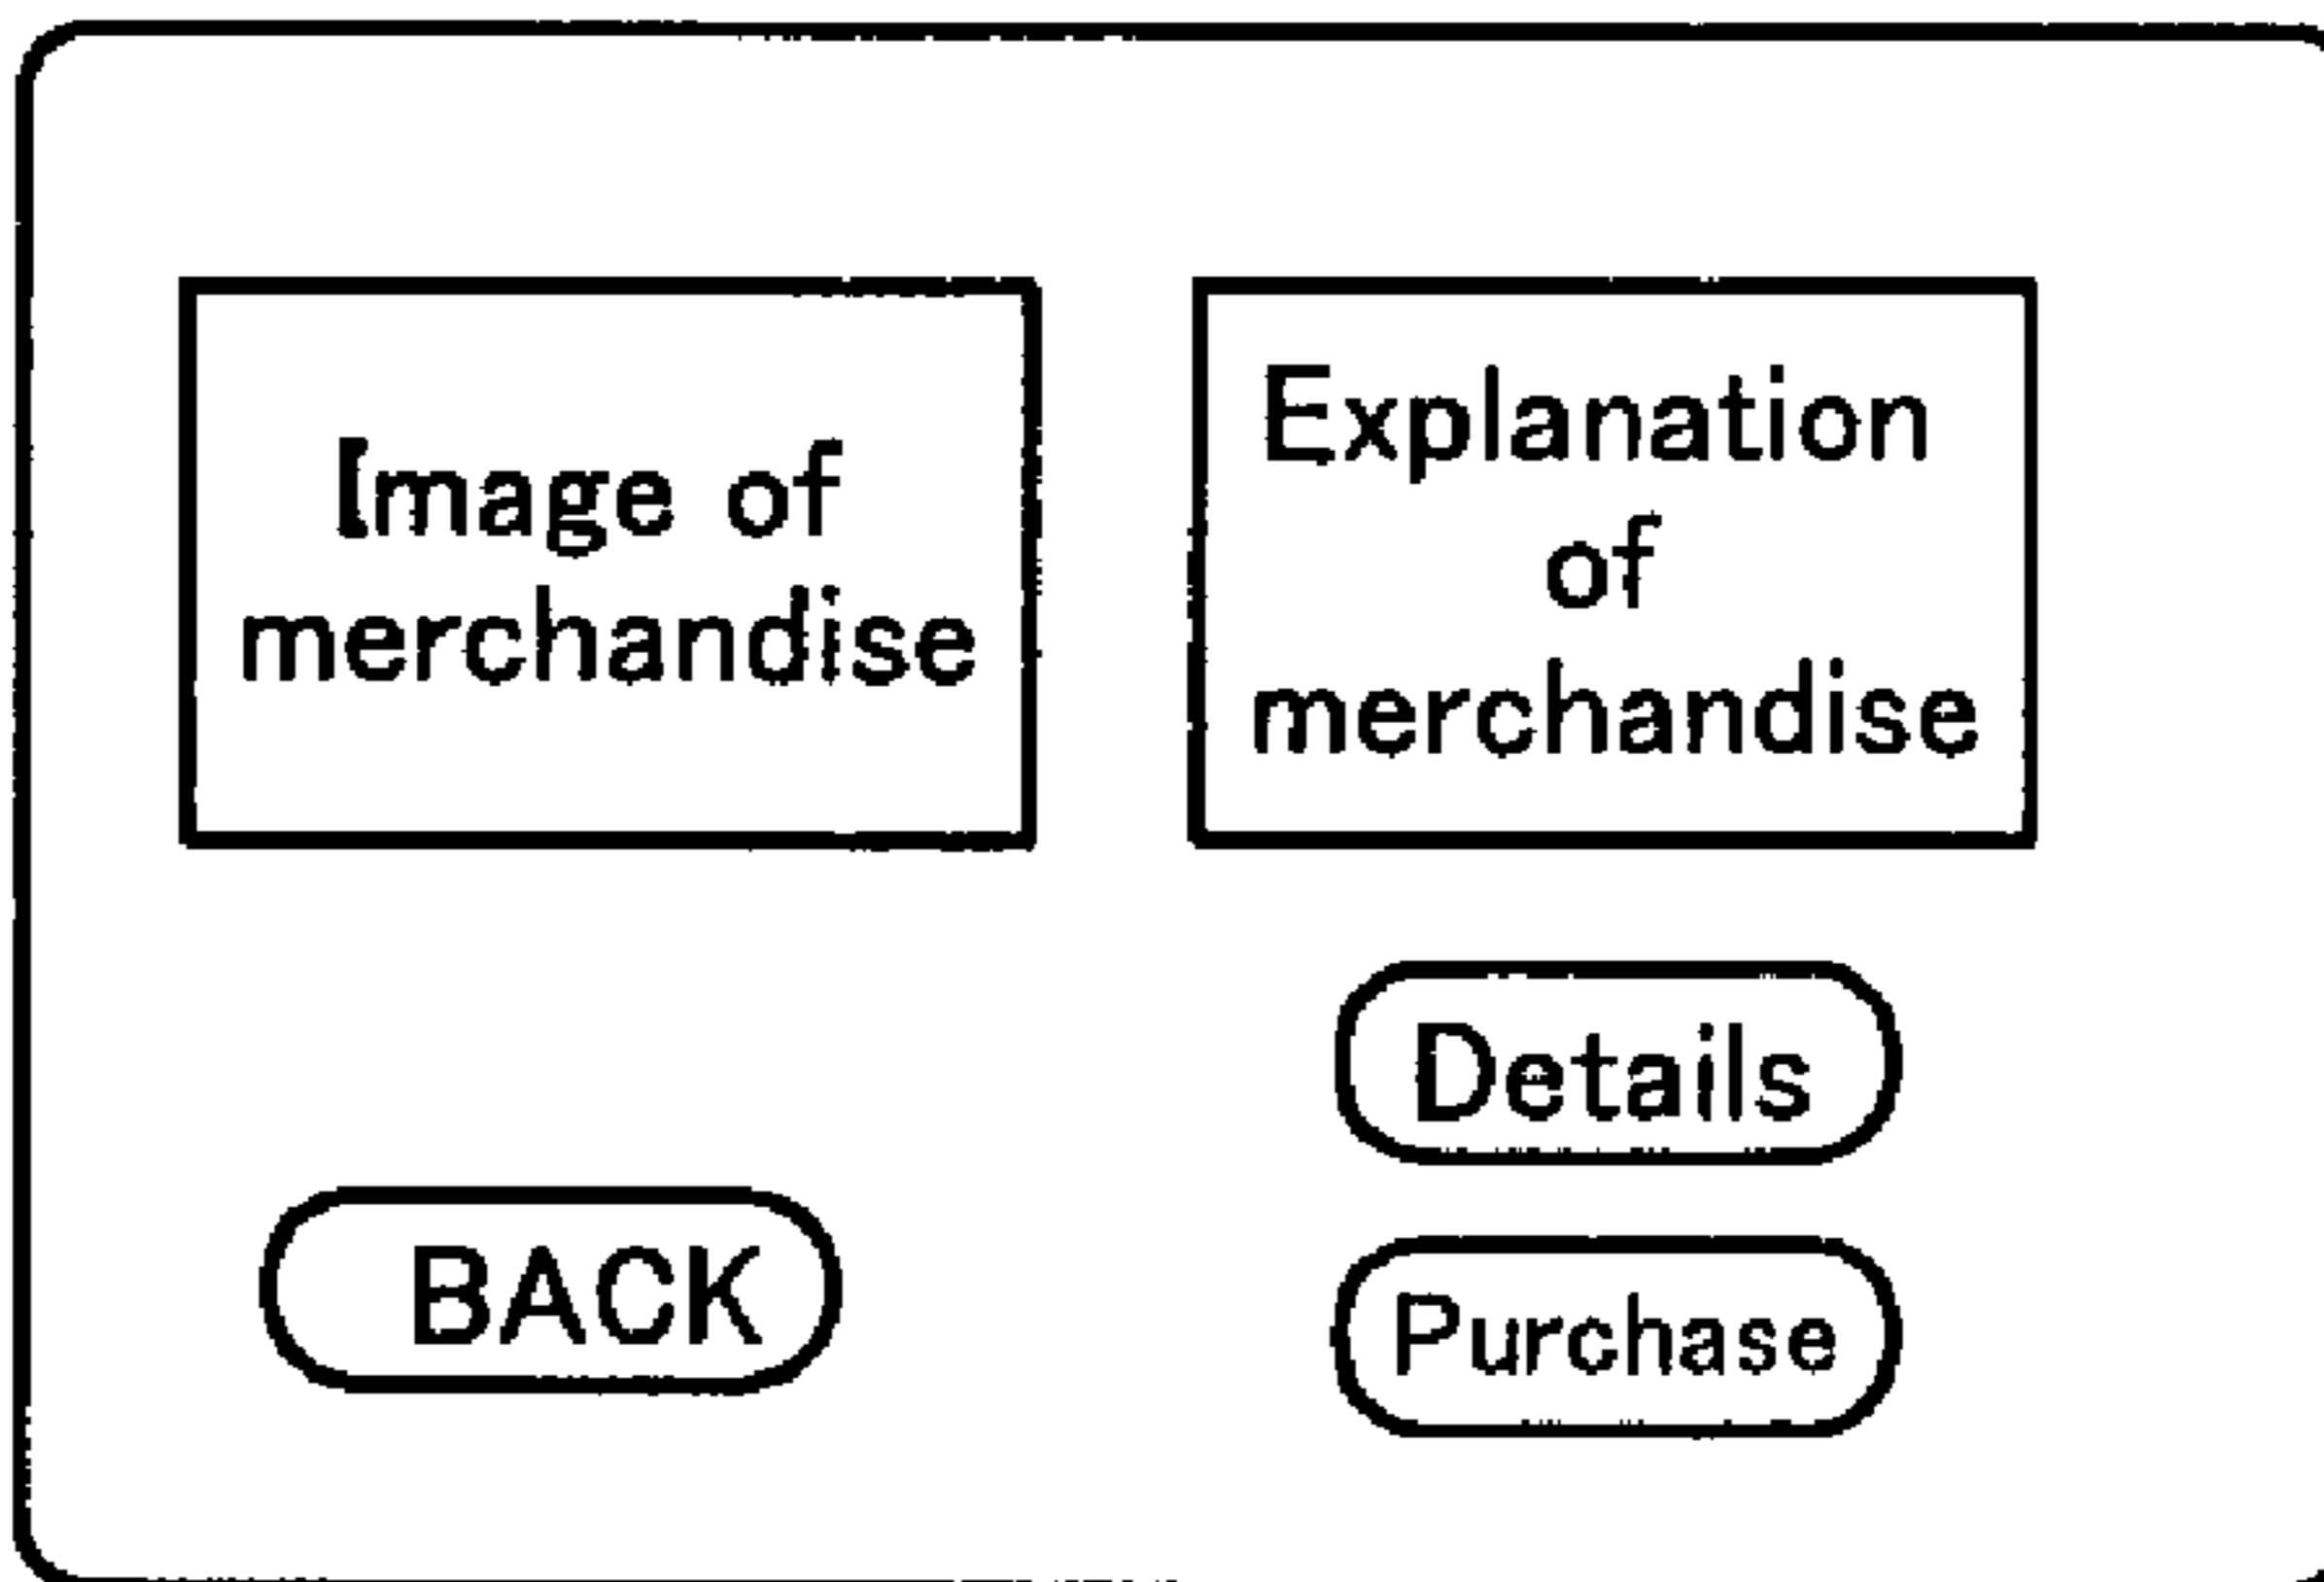 Image of
merchandise
Explanation
of
merchandise
Details
BACK
Purchase